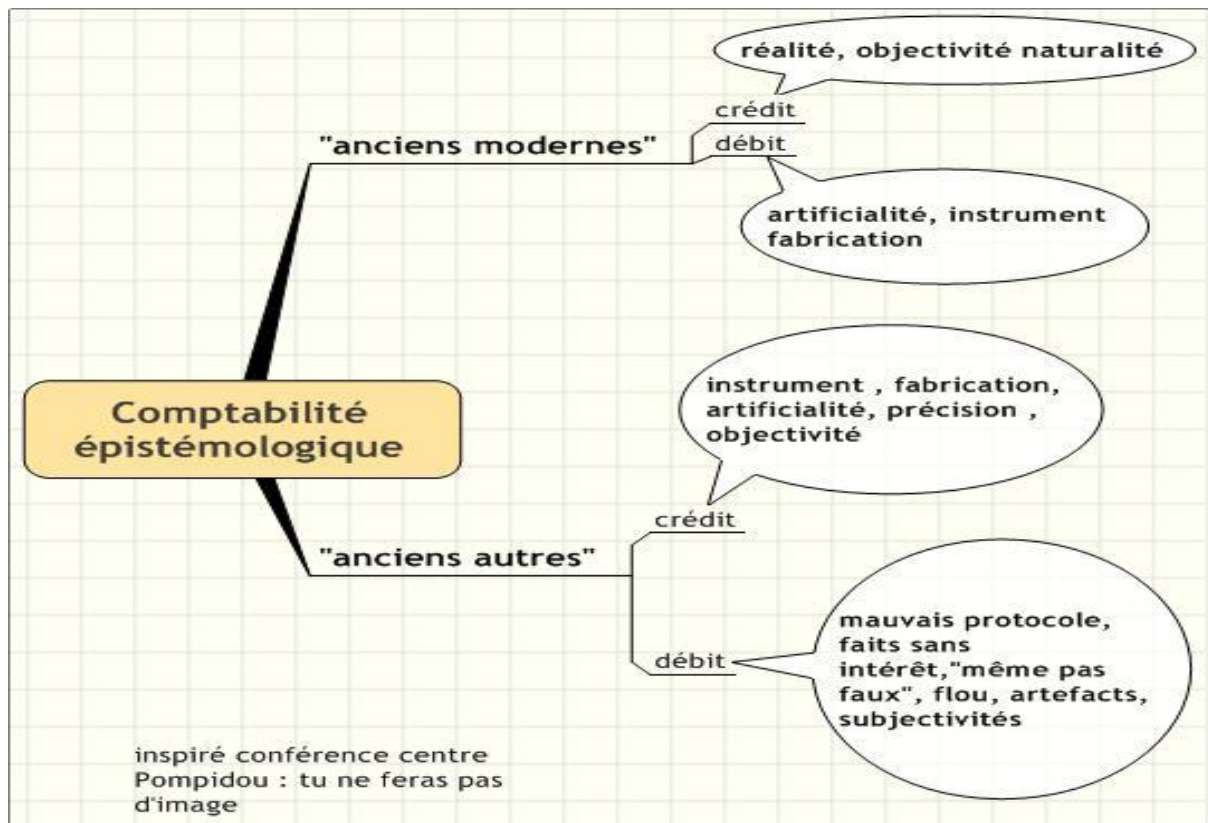 réalité, objectivité naturalité
crédit
"anciens modernes"
débit
artificialité, instrument
fabrication
instrument , fabrication,
artificialité, précision ,
objectivité
Comptabilité
épistémologique
crédit
"anciens autres"
mauvais protocole,
faits sans
intérêt,"même pas
faux", flou, artefacts,
subjectivités
débit
inspiré conférence centre
Pompidou : tu ne feras pas
d'image